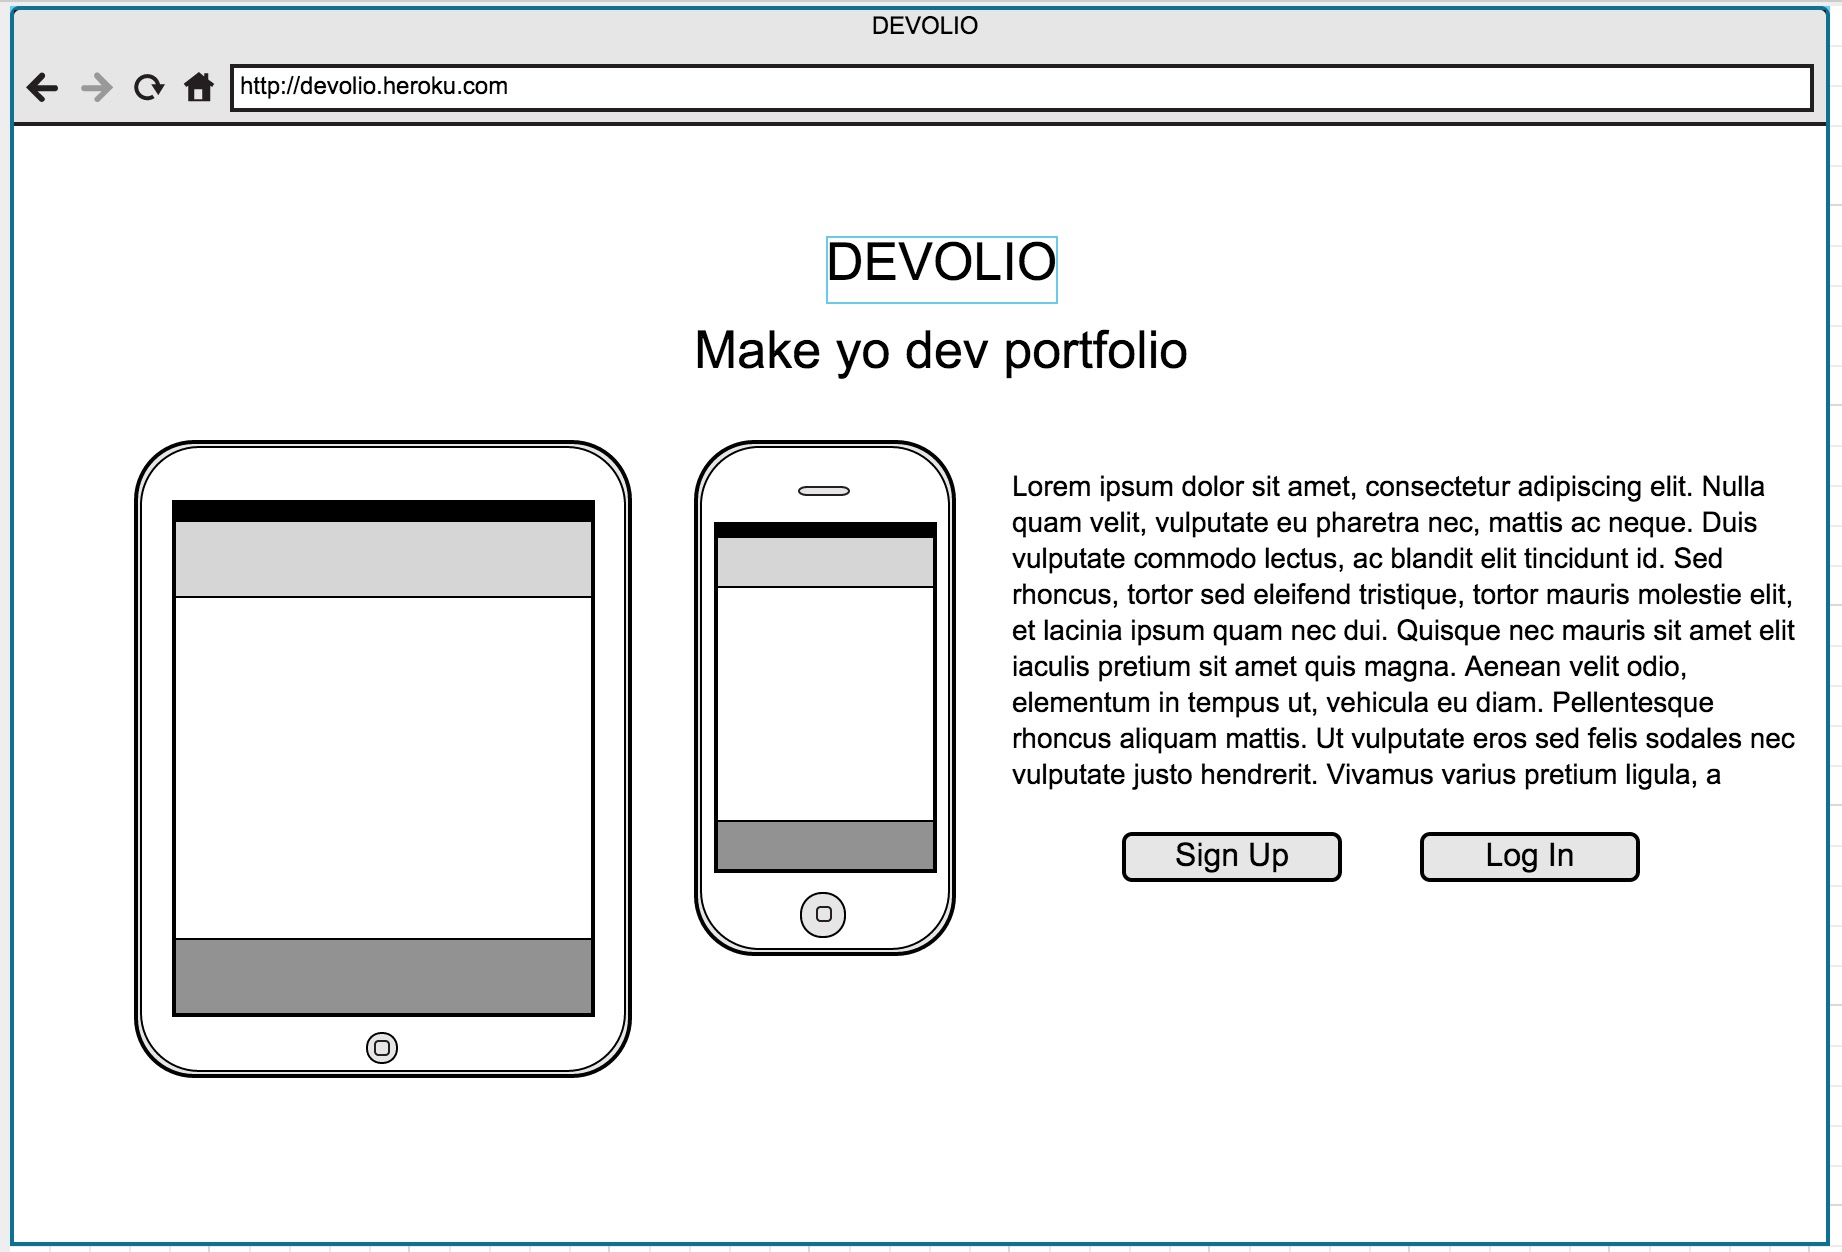 DEVOLIO
http://devolio.heroku.com
DEVOLIO
Make yo dev portfolio
Lorem ipsum dolor sit amet, consectetur adipiscing elit. Nulla
quam velit, vulputate eu pharetra nec, mattis ac neque. Duis
vulputate commodo lectus, ac blandit elit tincidunt id. Sed
rhoncus, tortor sed eleifend tristique, tortor mauris molestie elit,
et lacinia ipsum quam nec dui. Quisque nec mauris sit amet elit
iaculis pretium sit amet quis magna. Aenean velit odio,
elementum in tempus ut, vehicula eu diam. Pellentesque
rhoncus aliquam mattis. Ut vulputate eros sed felis sodales nec
vulputate justo hendrerit. Vivamus varius pretium ligula, a
Sign Up
Log In